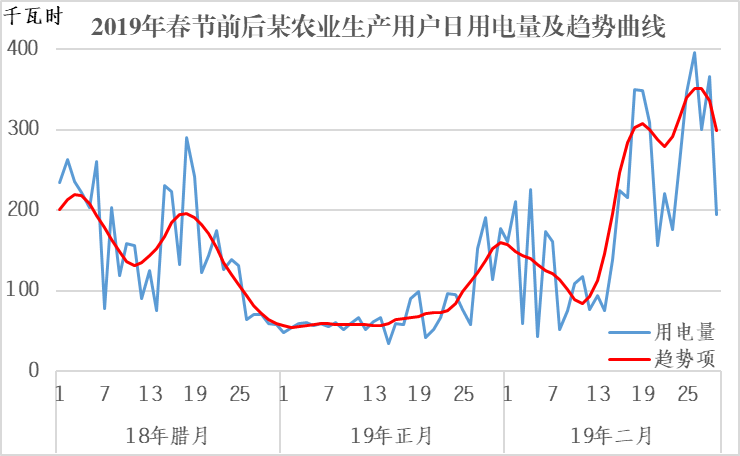 千瓦时
2019年春节前后某农业生产用户日用电量及趋势曲线
400
300
200
100
0
用电量
趋势项
1 7 13 19 25 1 7 13 19 25 1 7 13 19 25
18年腊月 19年正月 19年二月